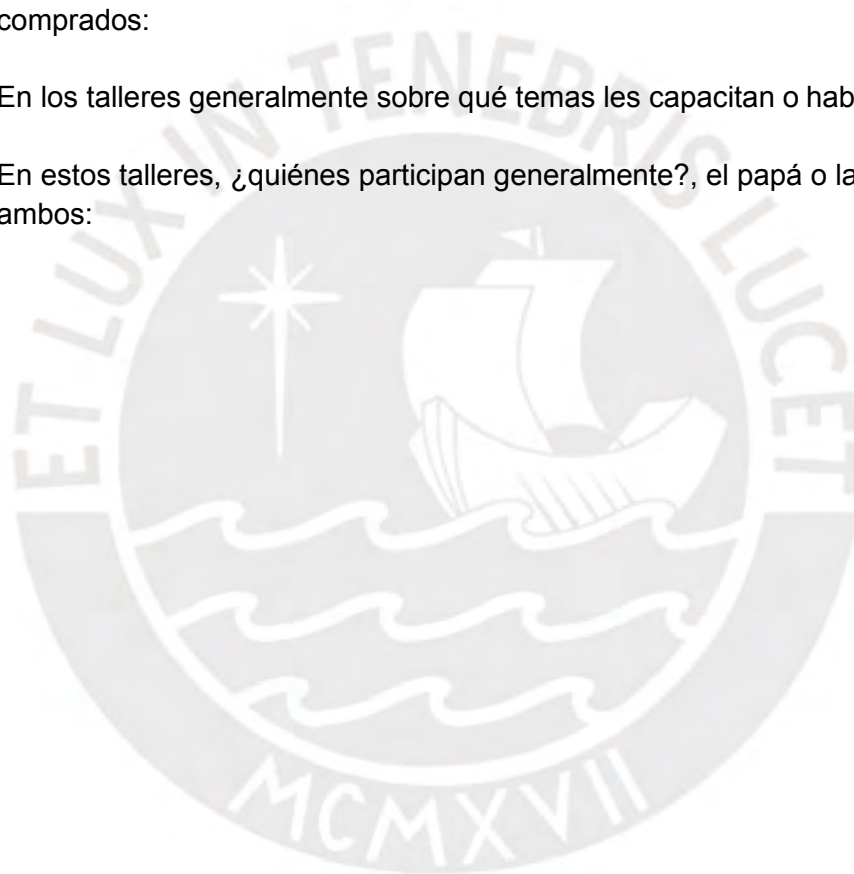 comprados:
En los talleres generalmente sobre qué temas les capacitan o hab
En estos talleres, ¿quiénes participan generalmente?, el papá o la
ambos:
ET LUX IN TENEBRIS LUCET
MCMXVII